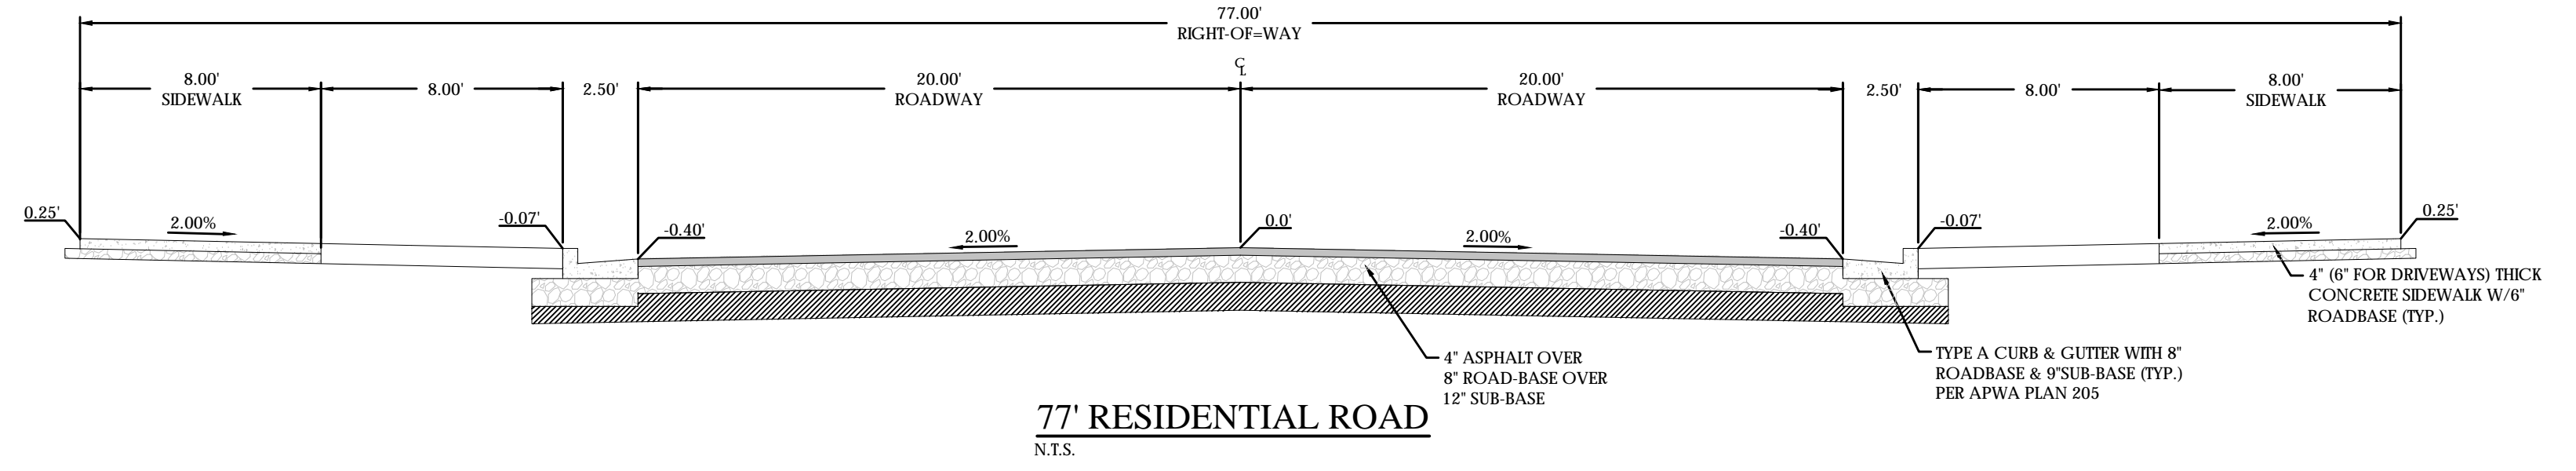 77.00'
RIGHT-OF=WAY
CL
8.00'
SIDEWALK
8.00'
2.50'
20.00'
ROADWAY
20.00'
ROADWAY
2.50'
8.00'
8.00'
SIDEWALK
0.25'
2.00%
-0.07'
-0.40'
2.00%
0.0'
2.00%
-0.40'
-0.07'
2.00%
0.25'
4" (6" FOR DRIVEWAYS) THICK
CONCRETE SIDEWALK W/6"
ROADBASE (TYP.)
4" ASPHALT OVER
8" ROAD-BASE OVER
12" SUB-BASE
TYPE A CURB & GUTTER WITH 8"
ROADBASE & 9"SUB-BASE (TYP.)
PER APWA PLAN 205
77' RESIDENTIAL ROAD
N.T.S.